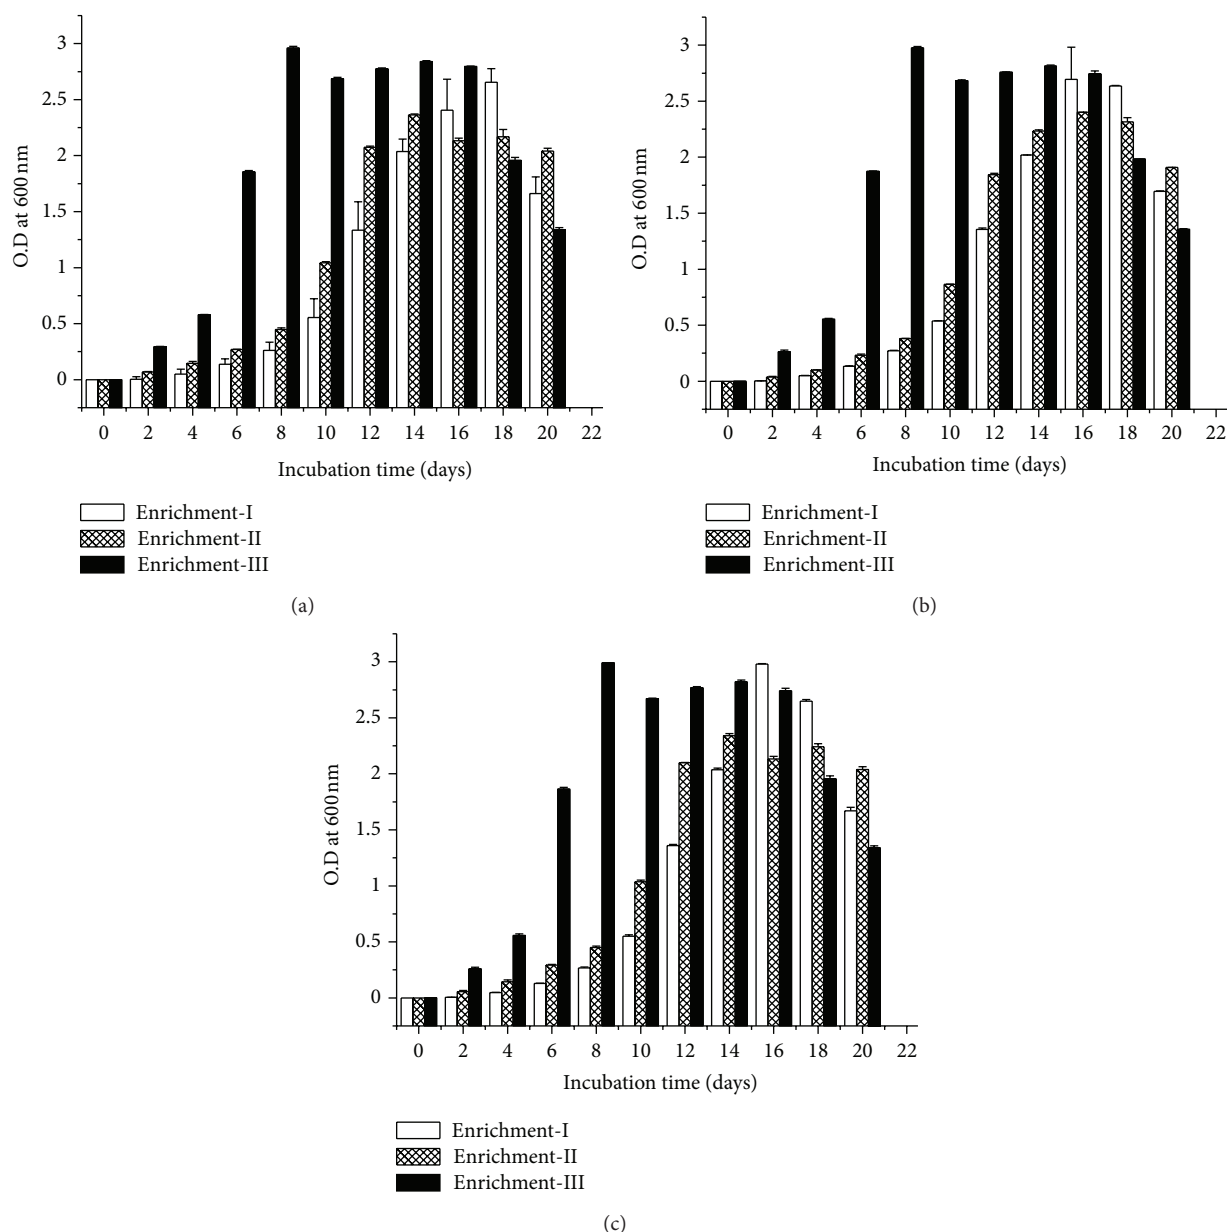 3
2.5
2
1.5
1
0.5
0
O.D at 600 nm
0 2 4 6 8 10 12 14 16 18 20 22
Incubation time (days)
Enrichment-I
Enrichment-II
Enrichment-III
(a)
3
2.5
2
1.5
1
0.5
0
O.D at 600 nm
0 2 4 6 8 10 12 14 16 18 20 22
Incubation time (days)
Enrichment-I
Enrichment-II
Enrichment-III
(b)
3
2.5
2
1.5
1
0.5
0
O.D at 600 nm
0 2 4 6 8 10 12 14 16 18 20 22
Incubation time (days)
Enrichment-I
Enrichment-II
Enrichment-III
(c)